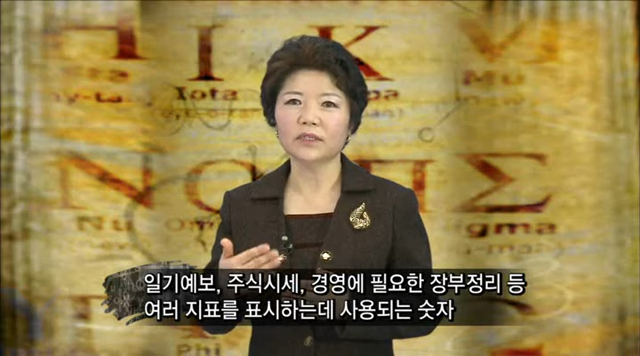 H I K M
Iota
Mu
N O Π Σ
Nu
gma
Phi
일기예보, 주식시세, 경영에 필요한 장부정리 등
여러 지표를 표시하는데 사용되는 숫자